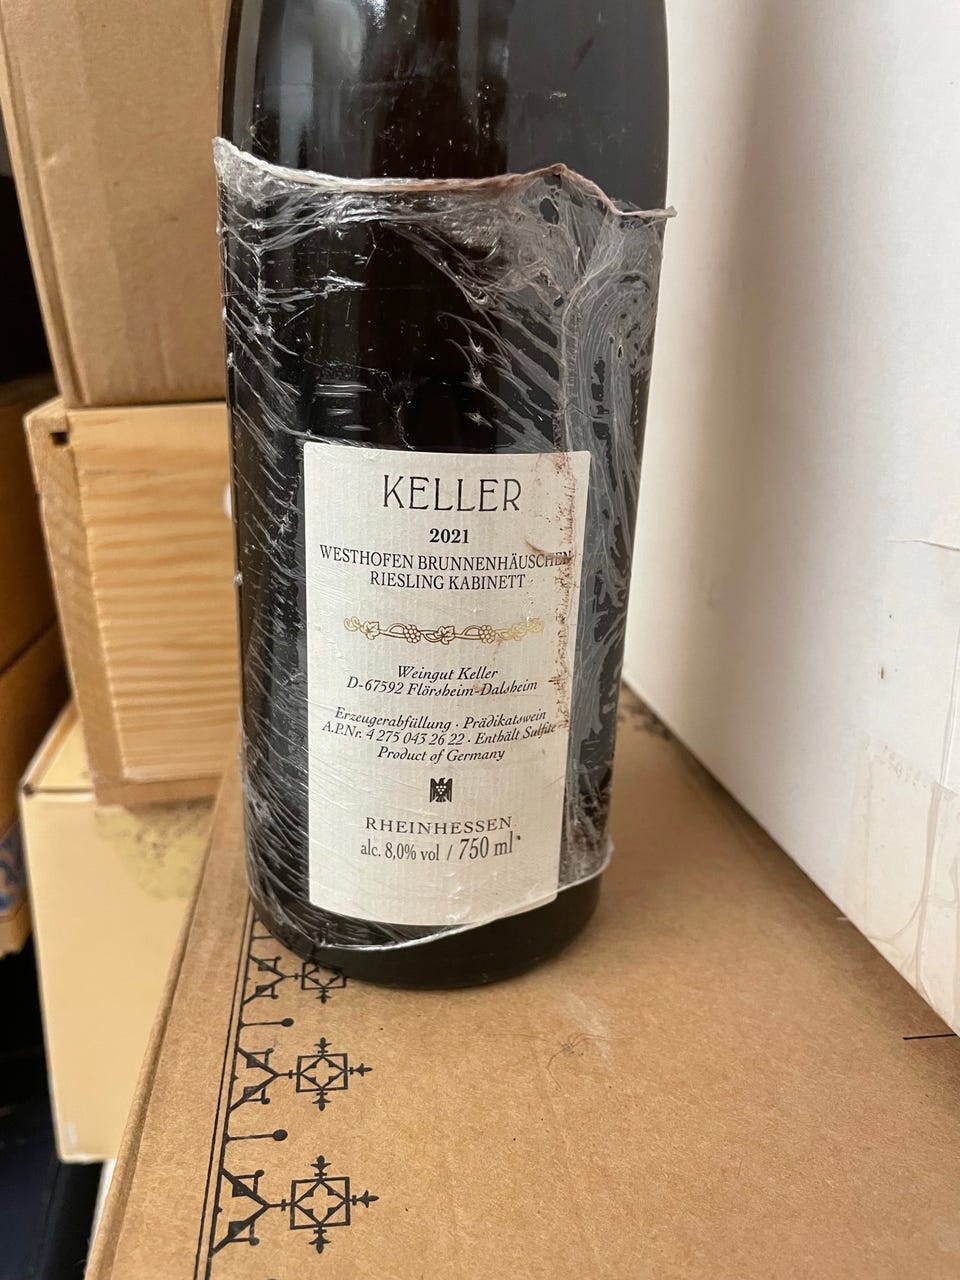 KELLER
2021
WESTHOFEN BRUNNENHÄUSCHEN
RIESLING KABINETT
Weingut Keller
D-67592 Flörsheim-Dalsheim
Erzeugerabfüllung · Prädikatswein
A.P.Nr. 4 275 043 26 22 · Enthält Sulfite
Product of Germany
RHEINHESSEN
alc. 8,0% vol / 750 ml